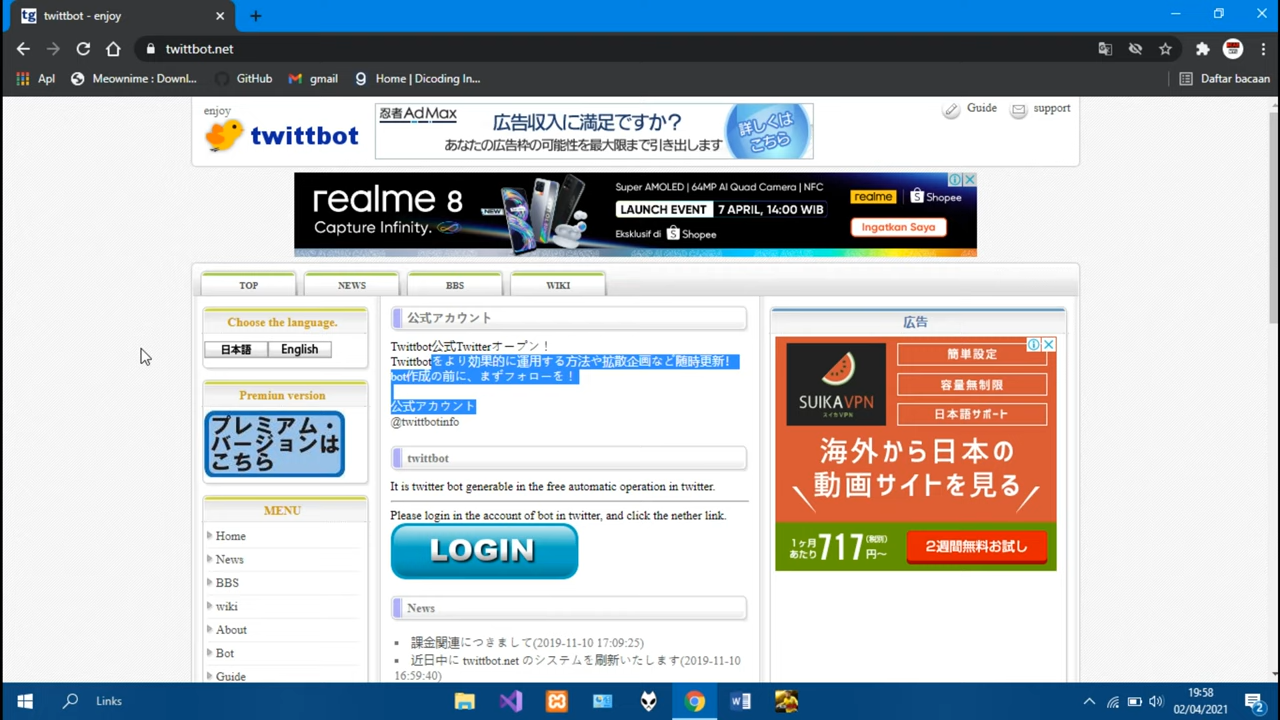 twittbot - enjoy
twittbot.net
Apl
Meownime : Downl...
GitHub
gmail
Home | Dicoding In...
Daftar bacaan
enjoy
twittbot
忍者AdMax
広告収入に満足ですか?
あなたの広告枠の可能性を最大限まで引き出します
詳しくは
こちら
Guide
support
realme 8
Capture Infinity.
NEW
Super AMOLED | 64MP AI Quad Camera | NFC
LAUNCH EVENT 7 APRIL, 14:00 WIB
Eksklusif di Shopee
realme
Shopee
Ingatkan Saya
TOP
NEWS
BBS
WIKI
Choose the language.
日本語
English
Premiun version
プレミアム・
バージョンは
こちら
MENU
Home
News
BBS
wiki
About
Bot
Guide
公式アカウント
Twittbot公式Twitterオープン！
Twittbotをより効果的に運用する方法や拡散企画など随時更新!
bot作成の前に、まずフォローを！
公式アカウント
@twittbotinfo
twittbot
It is twitter bot generable in the free automatic operation in twitter.
Please login in the account of bot in twitter, and click the nether link.
LOGIN
News
課金関連につきまして(2019-11-10 17:09:25)
近日中に twittbot.net のシステムを刷新いたします(2019-11-10
16:59:40)
広告
SUIKAVPN
スイカVPN
簡単設定
容量無制限
日本語サポート
海外から日本の
動画サイトを見る
1ヶ月
あたり 717円～ (税別)
2週間無料お試し
Links
19:58
02/04/2021
2